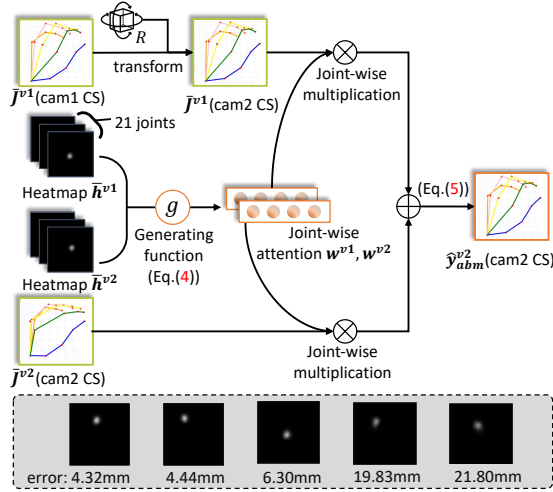 R
transform
J̄^{v1}(cam1 CS)
J̄^{v1}(cam2 CS)
Joint-wise
multiplication
21 joints
Heatmap h̄^{v1}
g
Generating
function
(Eq.(4))
Joint-wise
attention w^{v1}, w^{v2}
(Eq.(5))
ŷ^{v2}_{abm}(cam2 CS)
Heatmap h̄^{v2}
J̄^{v2}(cam2 CS)
Joint-wise
multiplication
error: 4.32mm 4.44mm 6.30mm 19.83mm 21.80mm